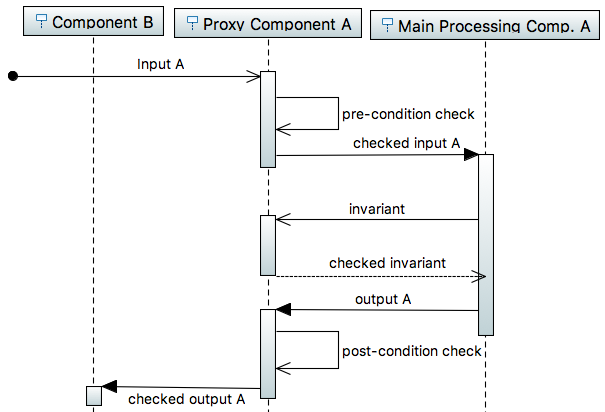 Component B
Proxy Component A
Main Processing Comp. A
Input A
pre-condition check
checked input A
invariant
checked invariant
output A
post-condition check
checked output A